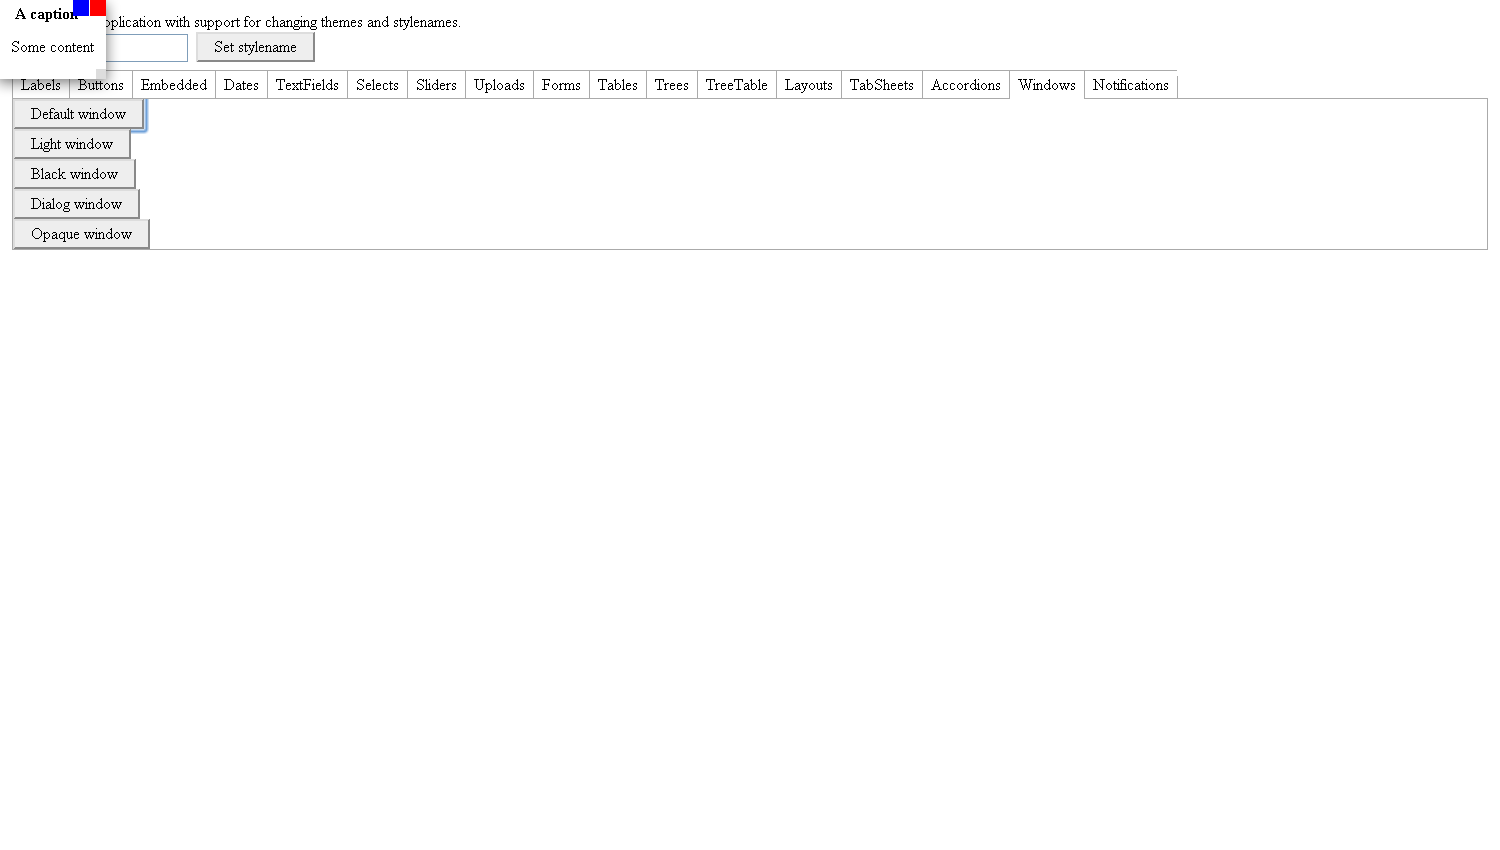 A caption
plication with support for changing themes and stylenames.
Some content
Set stylename
Labels Buttons Embedded Dates TextFields Selects Sliders Uploads Forms Tables Trees TreeTable Layouts TabSheets Accordions Windows Notifications
Default window
Light window
Black window
Dialog window
Opaque window